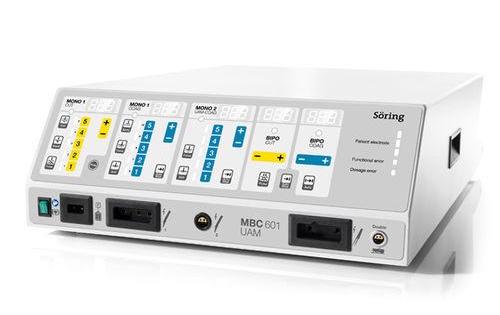 MONO 1
CUT
5
4
3
2
1
MONO 1
COAG
5
4
3
2
1
MONO 2
UAM-COAG
5
4
3
2
1
BIPO
CUT
BIPO
COAG
Söring
Patient electrode
Functional error
Dosage error
MBC 601
UAM
Double